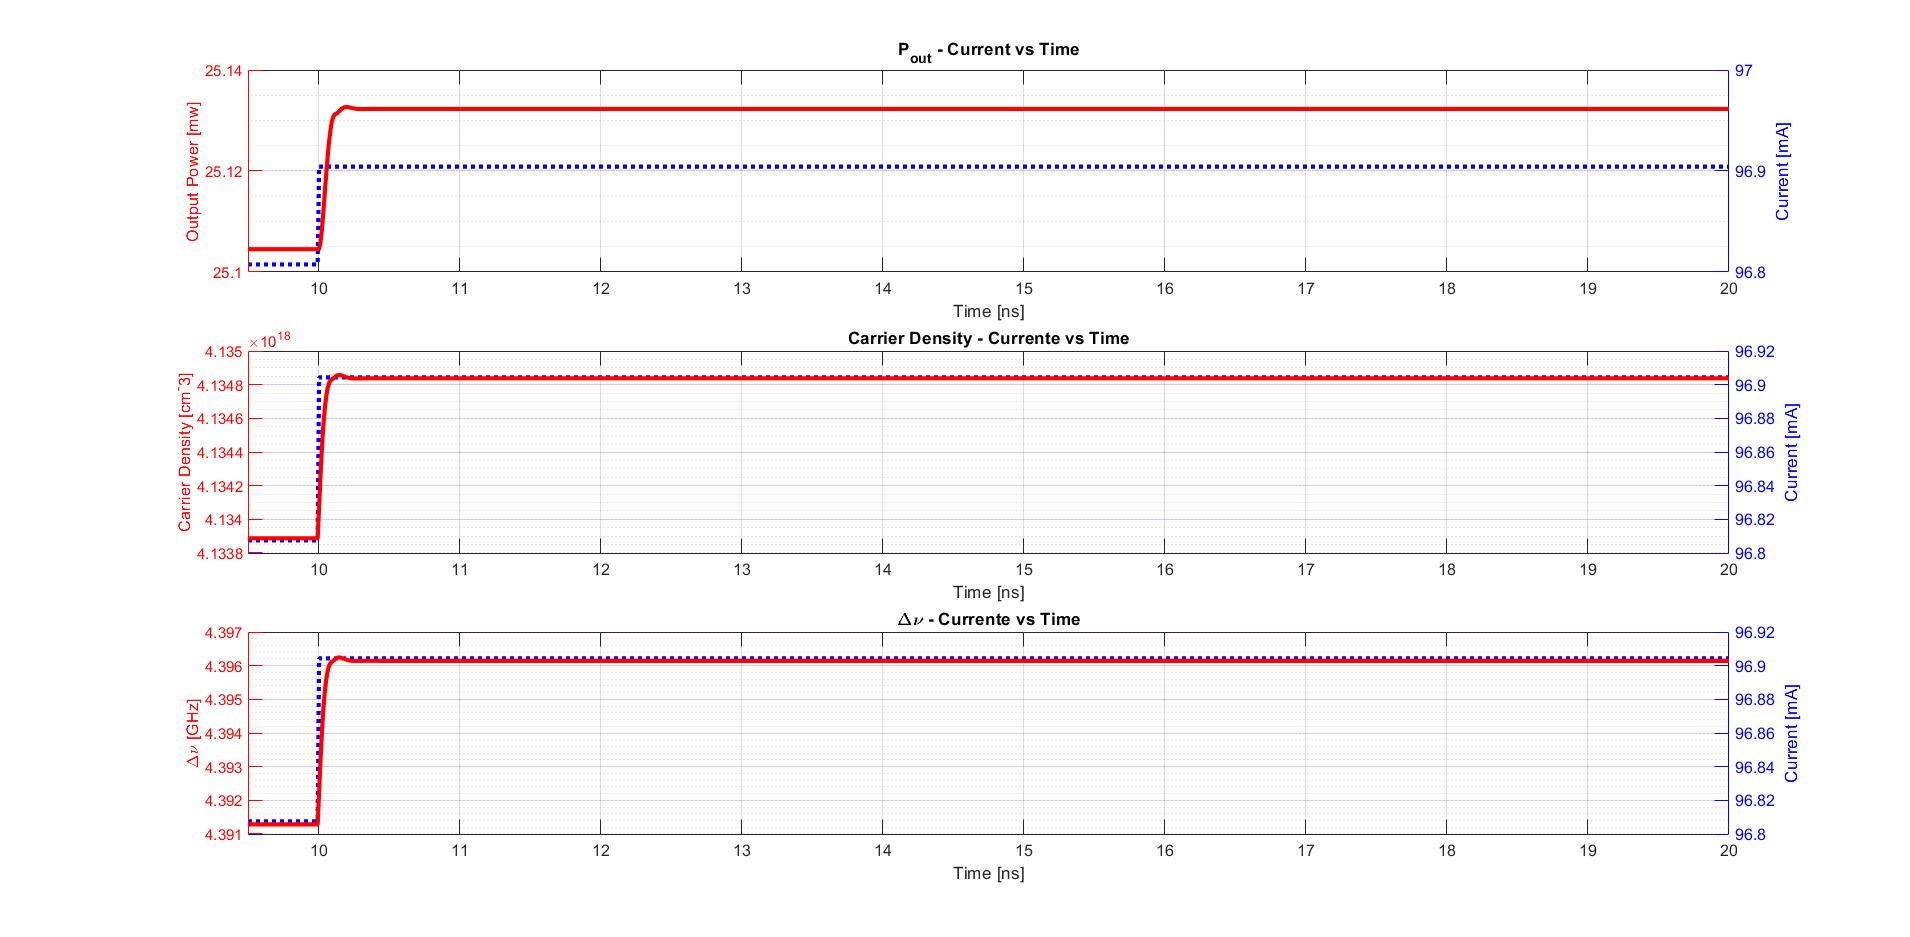 P_out - Current vs Time
25.14
25.12
25.1
Output Power [mw]
97
96.9
96.8
Current [mA]
10 11 12 13 14 15 16 17 18 19 20
Time [ns]
Carrier Density - Currente vs Time
×10^18
4.135
4.1348
4.1346
4.1344
4.1342
4.134
4.1338
Carrier Density [cm^-3]
96.92
96.9
96.88
96.86
96.84
96.82
96.8
Current [mA]
10 11 12 13 14 15 16 17 18 19 20
Time [ns]
Δν - Currente vs Time
4.397
4.396
4.395
4.394
4.393
4.392
4.391
Δν [GHz]
96.92
96.9
96.88
96.86
96.84
96.82
96.8
Current [mA]
10 11 12 13 14 15 16 17 18 19 20
Time [ns]